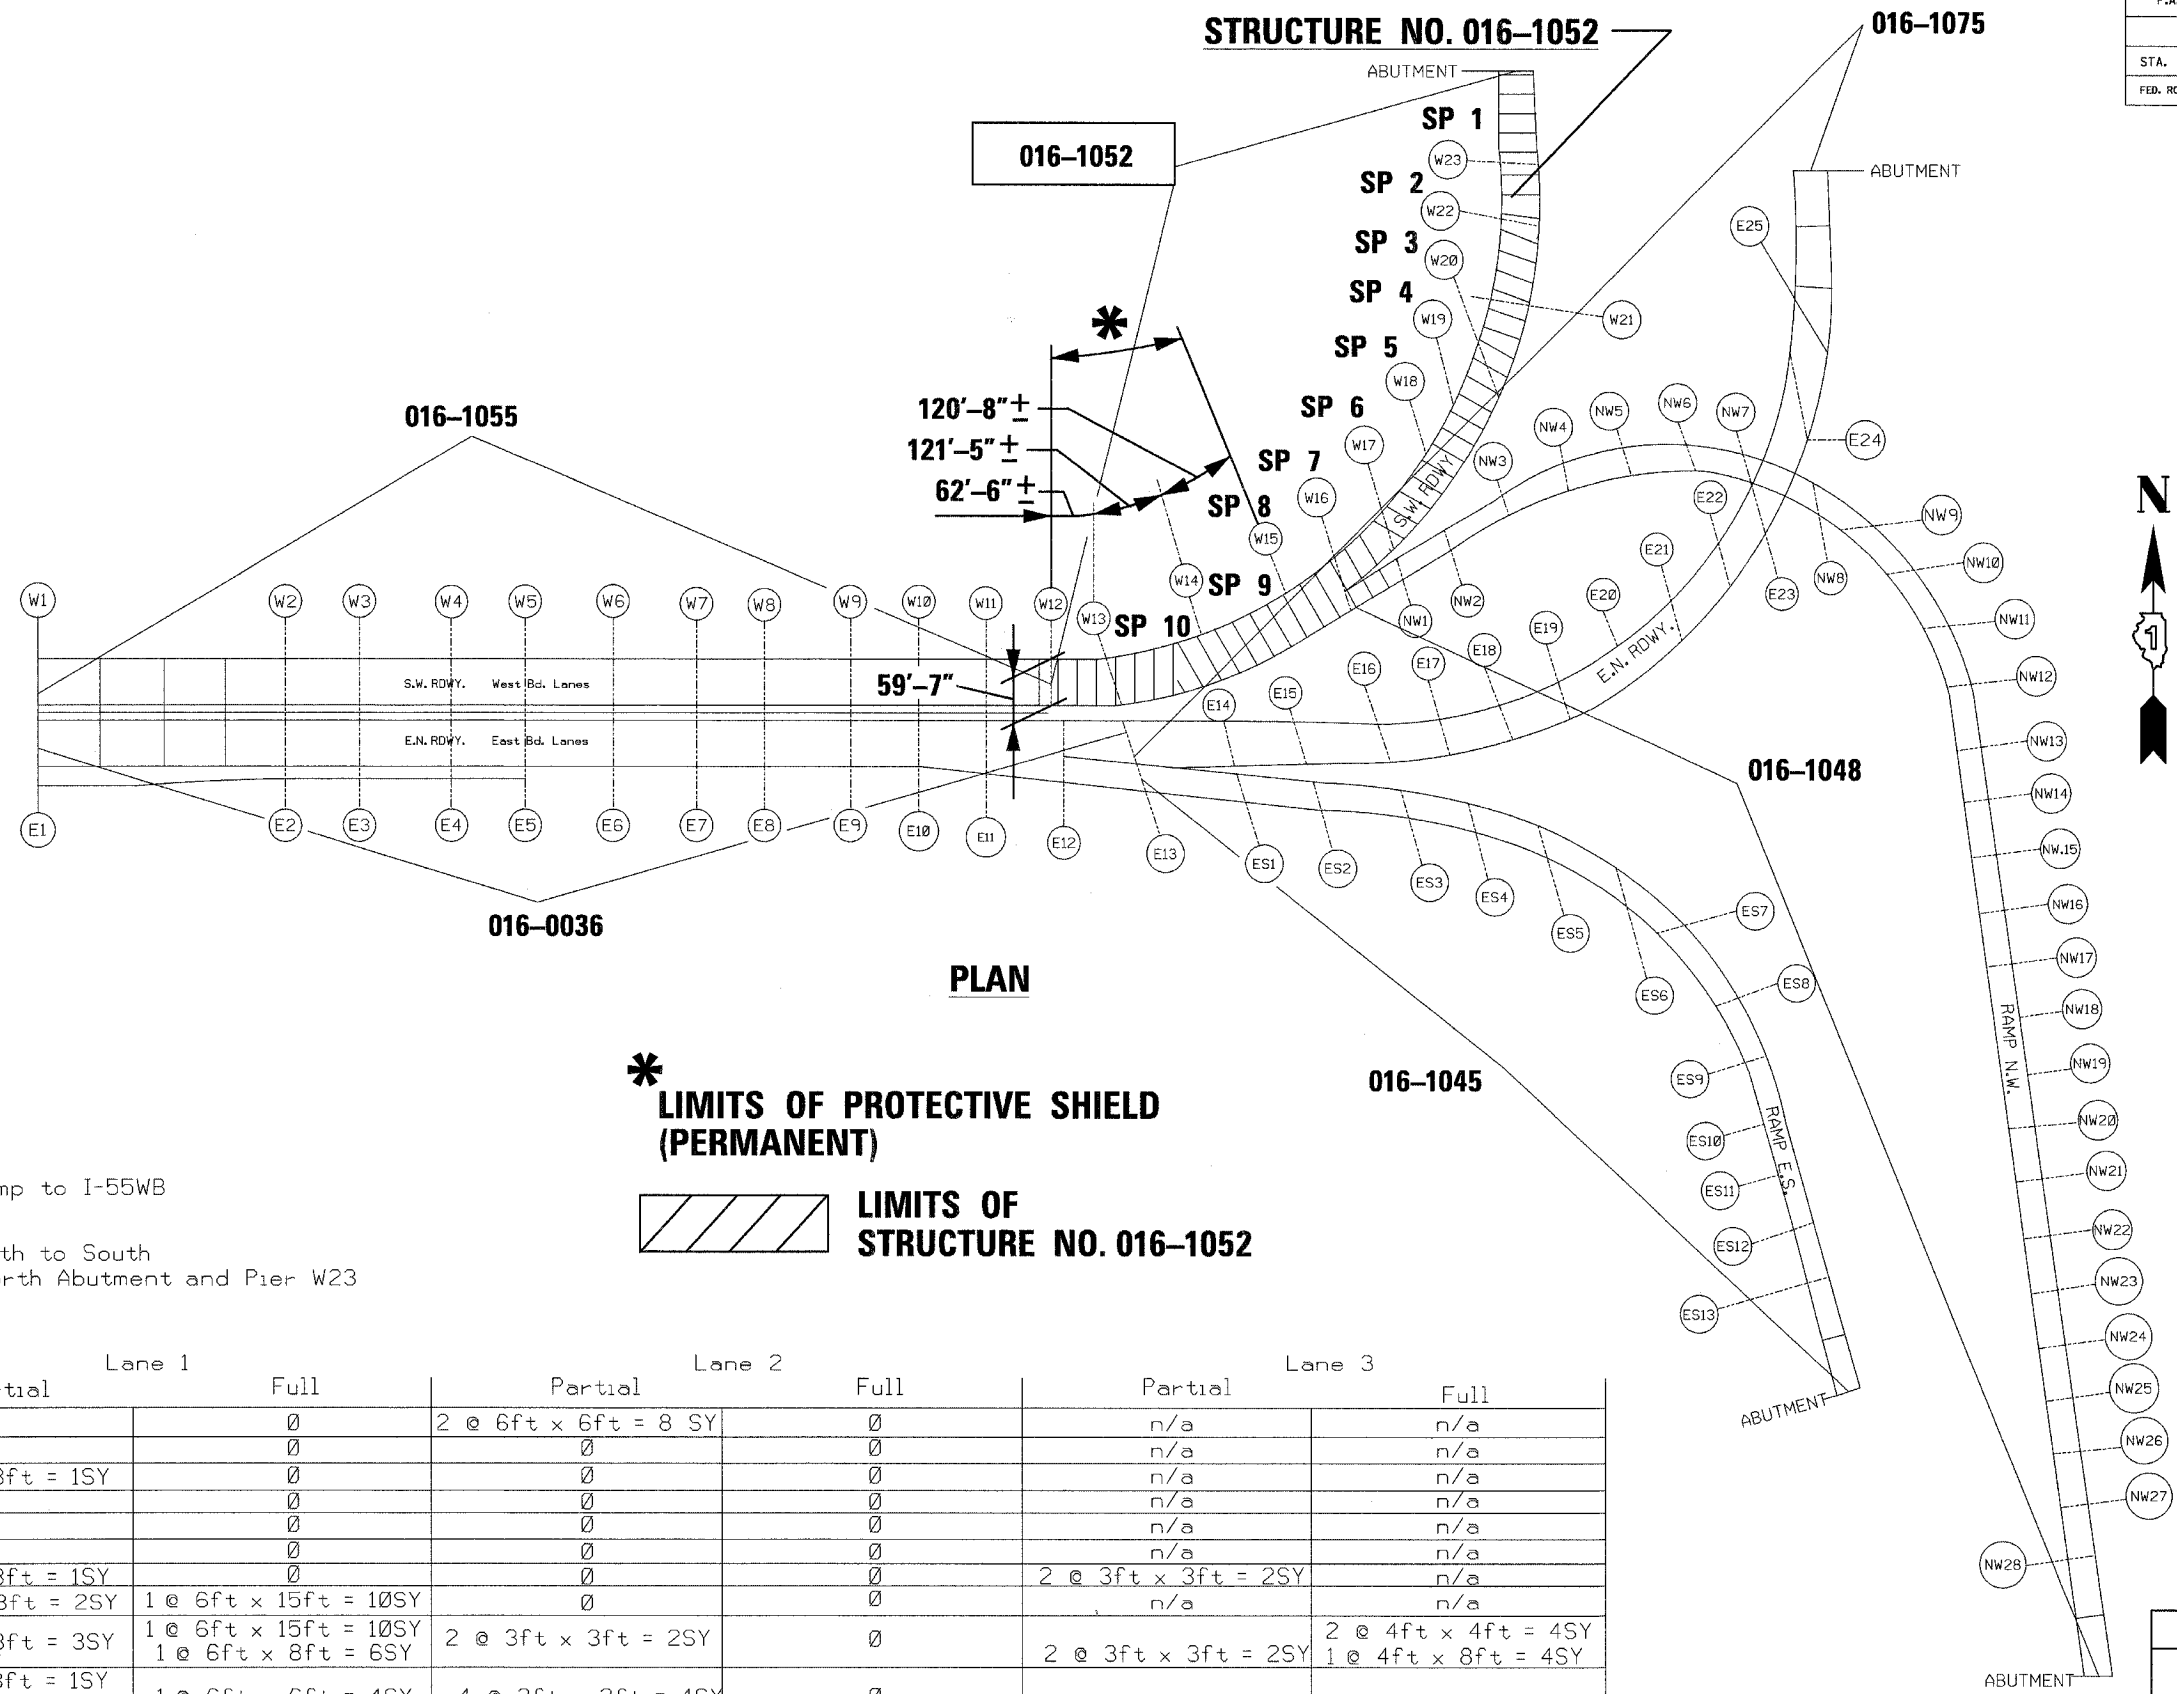 STRUCTURE NO. 016–1052
016–1075
STA.
FED. RO
ABUTMENT
SP 1
016–1052
W23
ABUTMENT
SP 2
W22
E25
SP 3
W20
SP 4
W19
W21
SP 5
*
W18
SP 6
120'–8"±
016–1055
NW5
NW6
NW7
NW4
E24
121'–5"±
SP 7
W17
NW3
62'–6"±
SP 8
W16
S.W. RDWY
E22
N
NW9
W15
E21
NW10
W14
SP 9
E20
E23
NW8
W1
W2
W3
W4
W5
W6
W7
W8
W9
W10
W11
W12
W13
SP 10
NW1
NW2
E19
NW11
1
E18
E17
E16
E.N. RDWY.
NW12
59'–7"
S.W. RDWY. West Bd. Lanes
E15
E14
E.N. RDWY. East Bd. Lanes
NW13
016–1048
NW14
E1
E2
E3
E4
E5
E6
E7
E8
E9
E10
E11
E12
E13
ES1
ES2
ES3
ES4
ES5
NW.15
NW16
ES7
016–0036
NW17
PLAN
ES8
ES6
NW18
RAMP N.W.
NW19
ES9
016–1045
*
LIMITS OF PROTECTIVE SHIELD
(PERMANENT)
NW20
ES10
RAMP E.S.
NW21
ES11
mp to I-55WB
LIMITS OF
STRUCTURE NO. 016–1052
NW22
ES12
th to South
rth Abutment and Pier W23
NW23
ES13
NW24
NW25
ABUTMENT
NW26
NW27
NW28
ABUTMENT
Lane 1 Lane 2 Lane 3
tial Full Partial Full Partial Full
Ø 2 @ 6ft x 6ft = 8 SY Ø n/a n/a
Ø Ø Ø n/a n/a
3ft = 1SY Ø Ø Ø n/a n/a
Ø Ø Ø n/a n/a
Ø Ø Ø n/a n/a
Ø Ø Ø n/a n/a
3ft = 1SY Ø Ø Ø 2 @ 3ft x 3ft = 2SY n/a
3ft = 2SY 1 @ 6ft x 15ft = 10SY Ø Ø n/a n/a
3ft = 3SY 1 @ 6ft x 15ft = 10SY 2 @ 3ft x 3ft = 2SY Ø 2 @ 3ft x 3ft = 2SY 2 @ 4ft x 4ft = 4SY
1 @ 6ft x 8ft = 6SY 1 @ 4ft x 8ft = 4SY
3ft = 1SY